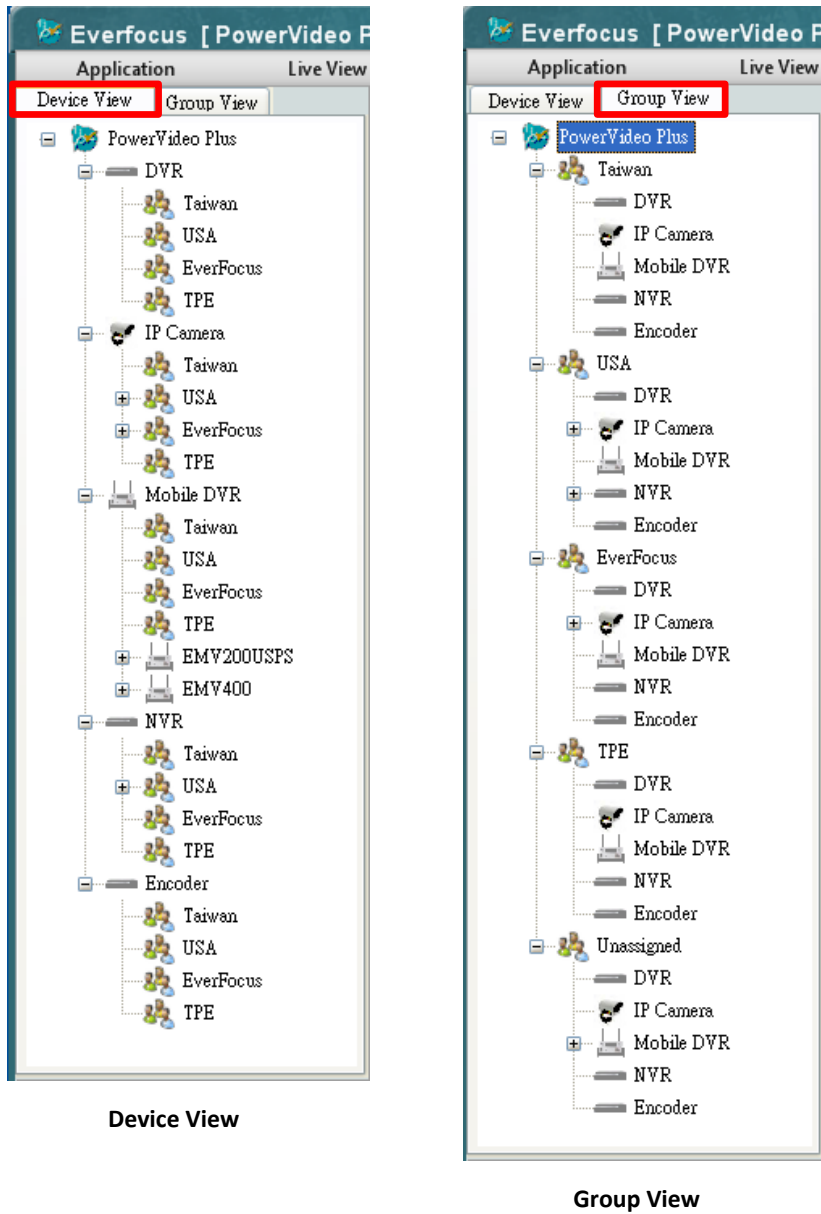 Everfocus [ PowerVideo P
Application Live View
Device View Group View
PowerVideo Plus
DVR
Taiwan
USA
EverFocus
TPE
IP Camera
Taiwan
USA
EverFocus
TPE
Mobile DVR
Taiwan
USA
EverFocus
TPE
EMV200USPS
EMV400
NVR
Taiwan
USA
EverFocus
TPE
Encoder
Taiwan
USA
EverFocus
TPE
Device View
Everfocus [ PowerVideo P
Application Live View
Device View Group View
PowerVideo Plus
Taiwan
DVR
IP Camera
Mobile DVR
NVR
Encoder
USA
DVR
IP Camera
Mobile DVR
NVR
Encoder
EverFocus
DVR
IP Camera
Mobile DVR
NVR
Encoder
TPE
DVR
IP Camera
Mobile DVR
NVR
Encoder
Unassigned
DVR
IP Camera
Mobile DVR
NVR
Encoder
Group View